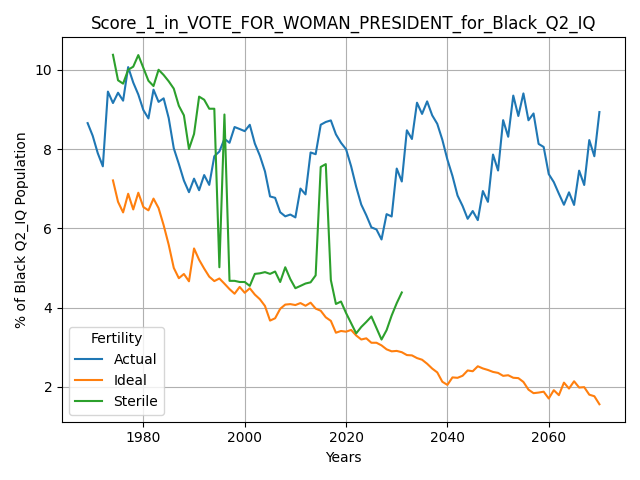 Score_1_in_VOTE_FOR_WOMAN_PRESIDENT_for_Black_Q2_IQ
% of Black Q2_IQ Population
10
8
6
4
2
Fertility
Actual
Ideal
Sterile
1980 2000 2020 2040 2060
Years